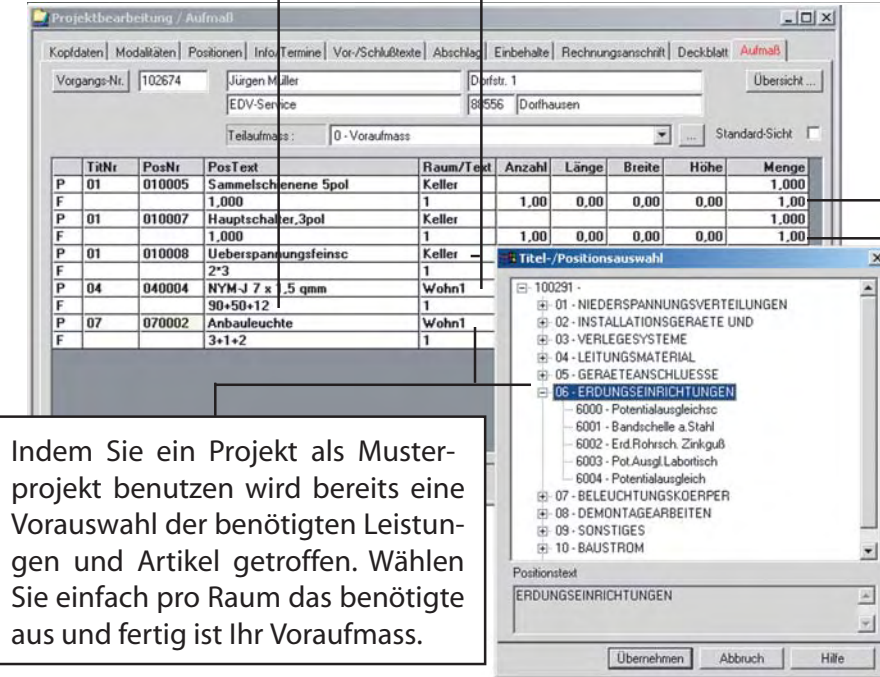 Projektbearbeitung / Aufmaß
Kopfdaten Modalitäten Positionen Info/Termine Vor-/Schlußtexte Abschlag Einbehalte Rechnungsanschrift Deckblatt Aufmaß
Vorgangs-Nr. 102674 Jürgen Müller Dorfstr. 1 Übersicht ...
EDV-Service 88556 Dorfhausen
Teilaufmass : 0 - Voraufmass ... Standard-Sicht
TitNr PosNr PosText Raum/Text Anzahl Länge Breite Höhe Menge
P 01 010005 Sammelschienene 5pol Keller 1,000
F 1,000 1 1,00 0,00 0,00 0,00 1,00
P 01 010007 Hauptschalter,3pol Keller 1,000
F 1,000 1 1,00 0,00 0,00 0,00 1,00
P 01 010008 Ueberspannungsfeinsc Keller
F 2*3 1
P 04 040004 NYM-J 7 x 1,5 qmm Wohn1
F 90+50+12 1
P 07 070002 Anbauleuchte Wohn1
F 3+1+2 1
Titel-/Positionsauswahl
100291 -
01 - NIEDERSPANNUNGSVERTEILUNGEN
02 - INSTALLATIONSGERAETE UND
03 - VERLEGESYSTEME
04 - LEITUNGSMATERIAL
05 - GERAETEANSCHLUESSE
06 - ERDUNGSEINRICHTUNGEN
6000 - Potentialausgleichsc
6001 - Bandschelle a.Stahl
6002 - Erd.Rohrsch. Zinkguß
6003 - Pot.Ausgl.Labortisch
6004 - Potentialausgleich
07 - BELEUCHTUNGSKOERPER
08 - DEMONTAGEARBEITEN
09 - SONSTIGES
10 - BAUSTROM
Positionstext
ERDUNGSEINRICHTUNGEN
Übernehmen Abbruch Hilfe
Indem Sie ein Projekt als Muster-
projekt benutzen wird bereits eine
Vorauswahl der benötigten Leistun-
gen und Artikel getroffen. Wählen
Sie einfach pro Raum das benötigte
aus und fertig ist Ihr Voraufmass.